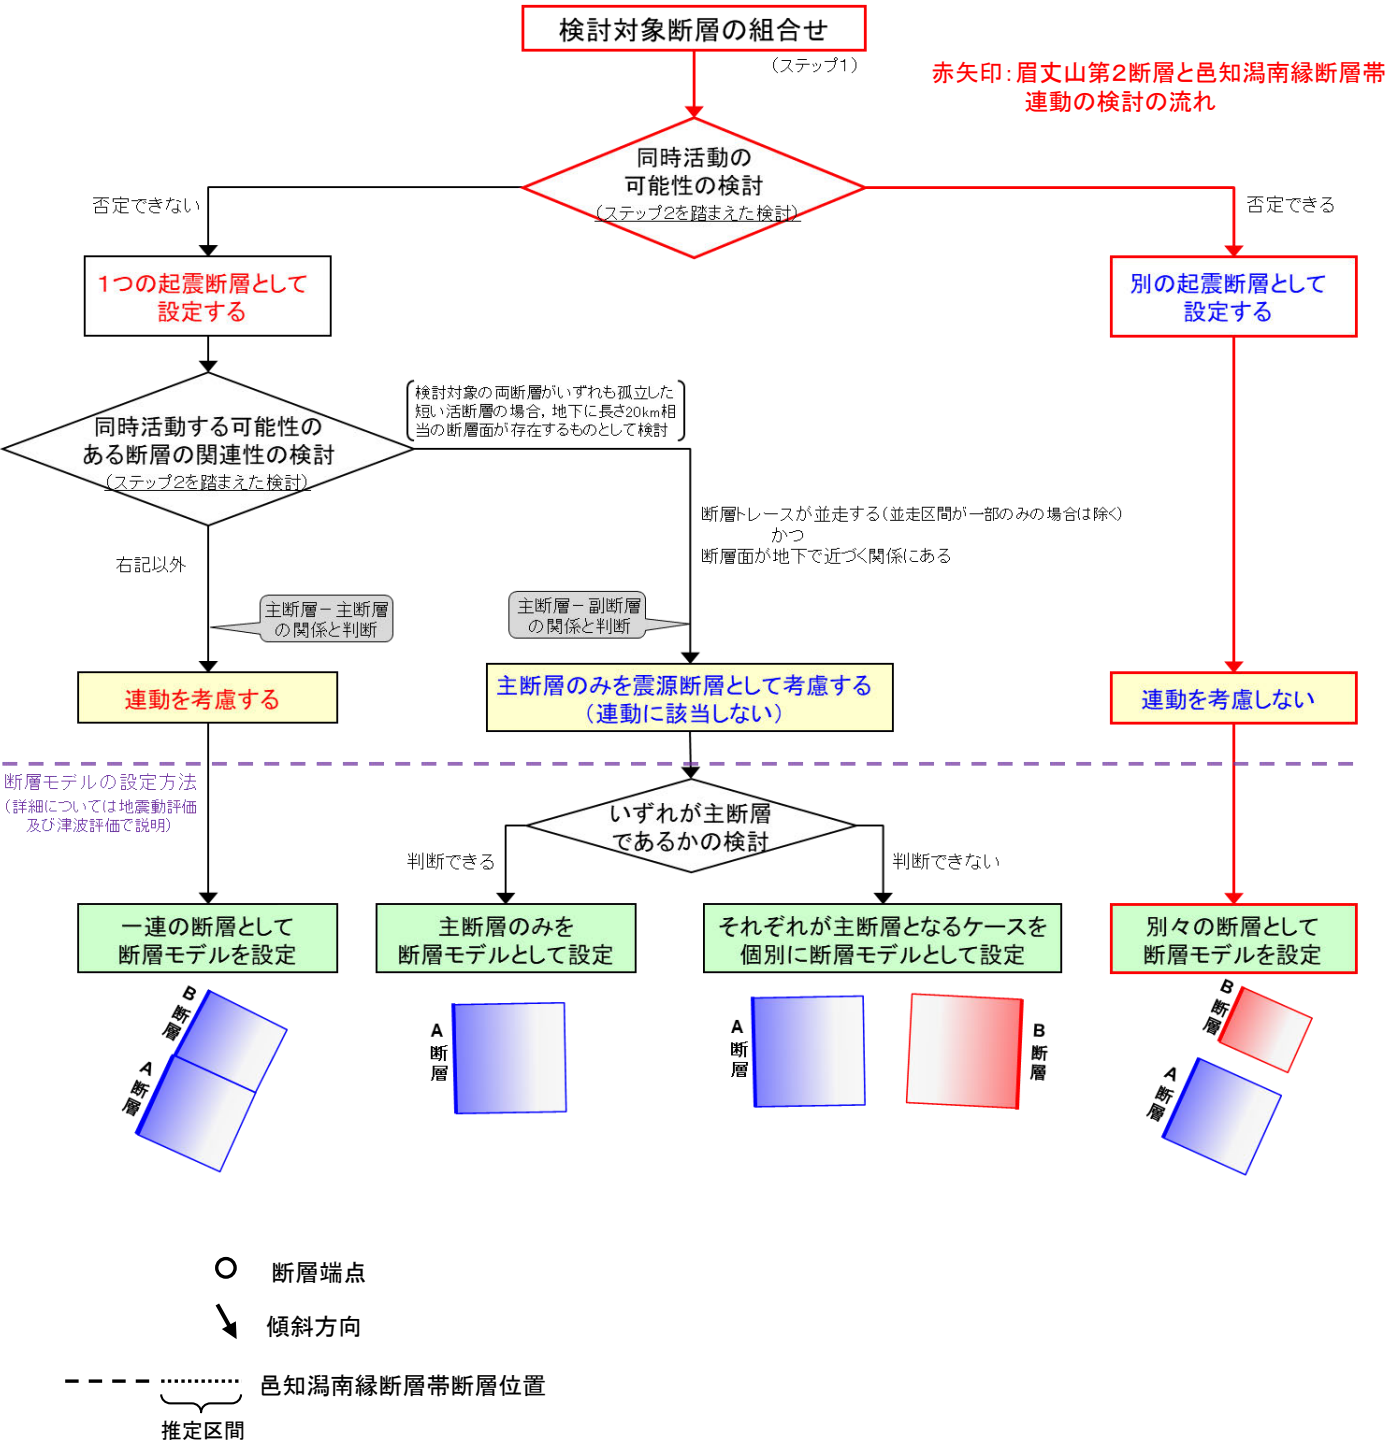 検討対象断層の組合せ
（ステップ１）
赤矢印：眉丈山第２断層と邑知潟南縁断層帯
連動の検討の流れ
同時活動の
可能性の検討
（ステップ２を踏まえた検討）
否定できない
否定できる
１つの起震断層として
設定する
別の起震断層として
設定する
検討対象の両断層がいずれも孤立した
短い活断層の場合，地下に長さ20km相
当の断層面が存在するものとして検討
同時活動する可能性の
ある断層の関連性の検討
（ステップ２を踏まえた検討）
断層トレースが並走する（並走区間が一部のみの場合は除く）
かつ
断層面が地下で近づく関係にある
右記以外
主断層－主断層
の関係と判断
主断層－副断層
の関係と判断
連動を考慮する
主断層のみを震源断層として考慮する
（連動に該当しない）
連動を考慮しない
断層モデルの設定方法
（詳細については地震動評価
及び津波評価で説明）
いずれが主断層
であるかの検討
判断できる
判断できない
一連の断層として
断層モデルを設定
主断層のみを
断層モデルとして設定
それぞれが主断層となるケースを
個別に断層モデルとして設定
別々の断層として
断層モデルを設定
B断層
A断層
A断層
A断層
B断層
B断層
A断層
断層端点
傾斜方向
邑知潟南縁断層帯断層位置
推定区間